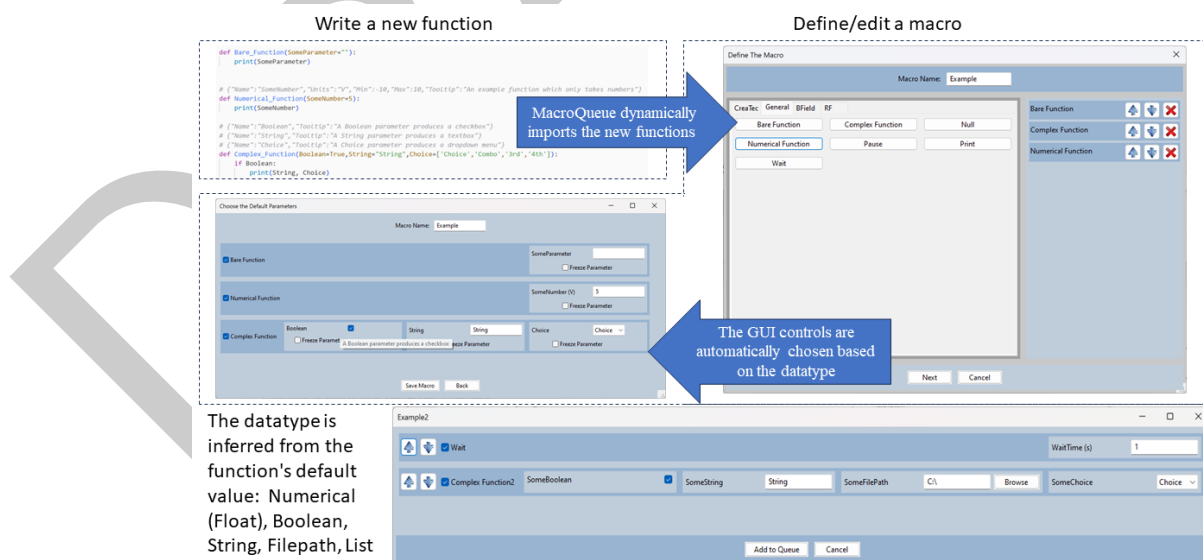 Write a new function
def Bare_Function(SomeParameter=""):
print(SomeParameter)
# {"Name":"SomeNumber","Units":"V","Min":-10,"Max":10,"Tooltip":"An example function which only takes numbers"}
def Numerical_Function(SomeNumber=5):
print(SomeNumber)
# {"Name":"Boolean","Tooltip":"A Boolean parameter produces a checkbox"}
# {"Name":"String","Tooltip":"A String parameter produces a textbox"}
# {"Name":"Choice","Tooltip":"A Choice parameter produces a dropdown menu"}
def Complex_Function(Boolean=True,String="String",Choice=['Choice','Combo','3rd','4th']):
if Boolean:
print(String, Choice)
MacroQueue dynamically
imports the new functions
Define/edit a macro
Define The Macro
Macro Name: Example
CreaTec General BField RF
Bare Function Complex Function Null
Numerical Function Pause Print
Wait
Bare Function
Complex Function
Numerical Function
Next Cancel
Choose the Default Parameters
Macro Name: Example
Bare Function SomeParameter
Freeze Parameter
Numerical Function SomeNumber (V) 5
Freeze Parameter
Complex Function Boolean String String Choice Choice
Freeze Parameter A Boolean parameter produces a checkbox Freeze Parameter Freeze Parameter
Save Macro Back
The GUI controls are
automatically chosen based
on the datatype
The datatype is
inferred from the
function's default
value: Numerical
(Float), Boolean,
String, Filepath, List
Example2
Wait WaitTime (s) 1
Complex Function2 SomeBoolean SomeString String SomeFilePath C:\ Browse SomeChoice Choice
Add to Queue Cancel